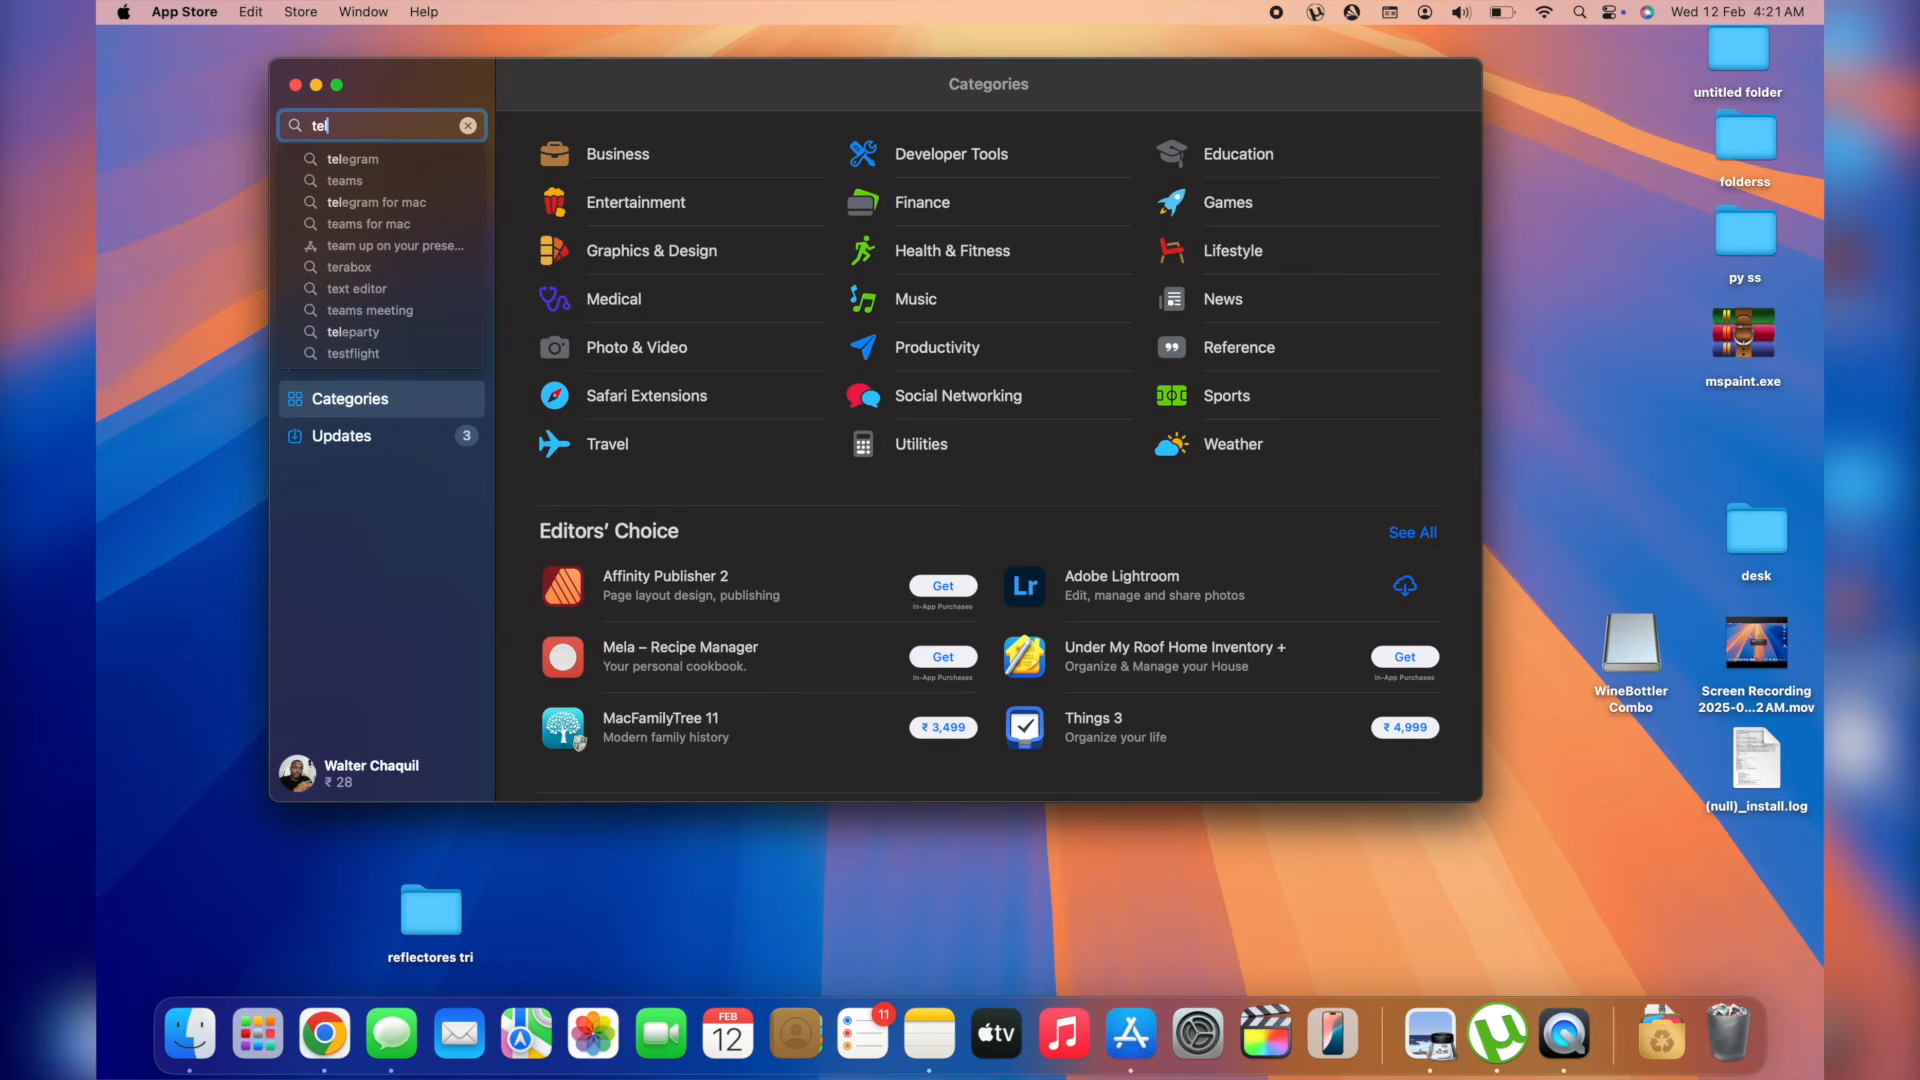 App Store Edit Store Window Help
Wed 12 Feb 4:21 AM
Categories
tel
telegram
teams
telegram for mac
teams for mac
team up on your prese...
terabox
text editor
teams meeting
teleparty
testflight
Categories
Updates 3
Walter Chaquil
₹ 28
Business
Developer Tools
Education
Entertainment
Finance
Games
Graphics & Design
Health & Fitness
Lifestyle
Medical
Music
News
Photo & Video
Productivity
Reference
Safari Extensions
Social Networking
Sports
Travel
Utilities
Weather
Editors’ Choice
See All
Affinity Publisher 2
Page layout design, publishing
Get
In-App Purchases
Lr
Adobe Lightroom
Edit, manage and share photos
Mela – Recipe Manager
Your personal cookbook.
Get
In-App Purchases
Under My Roof Home Inventory +
Organize & Manage your House
Get
In-App Purchases
MacFamilyTree 11
Modern family history
₹ 3,499
Things 3
Organize your life
₹ 4,999
untitled folder
folderss
py ss
mspaint.exe
desk
WineBottler
Combo
Screen Recording
2025-0...2 AM.mov
(null)_install.log
reflectores tri
FEB
12
11
tv